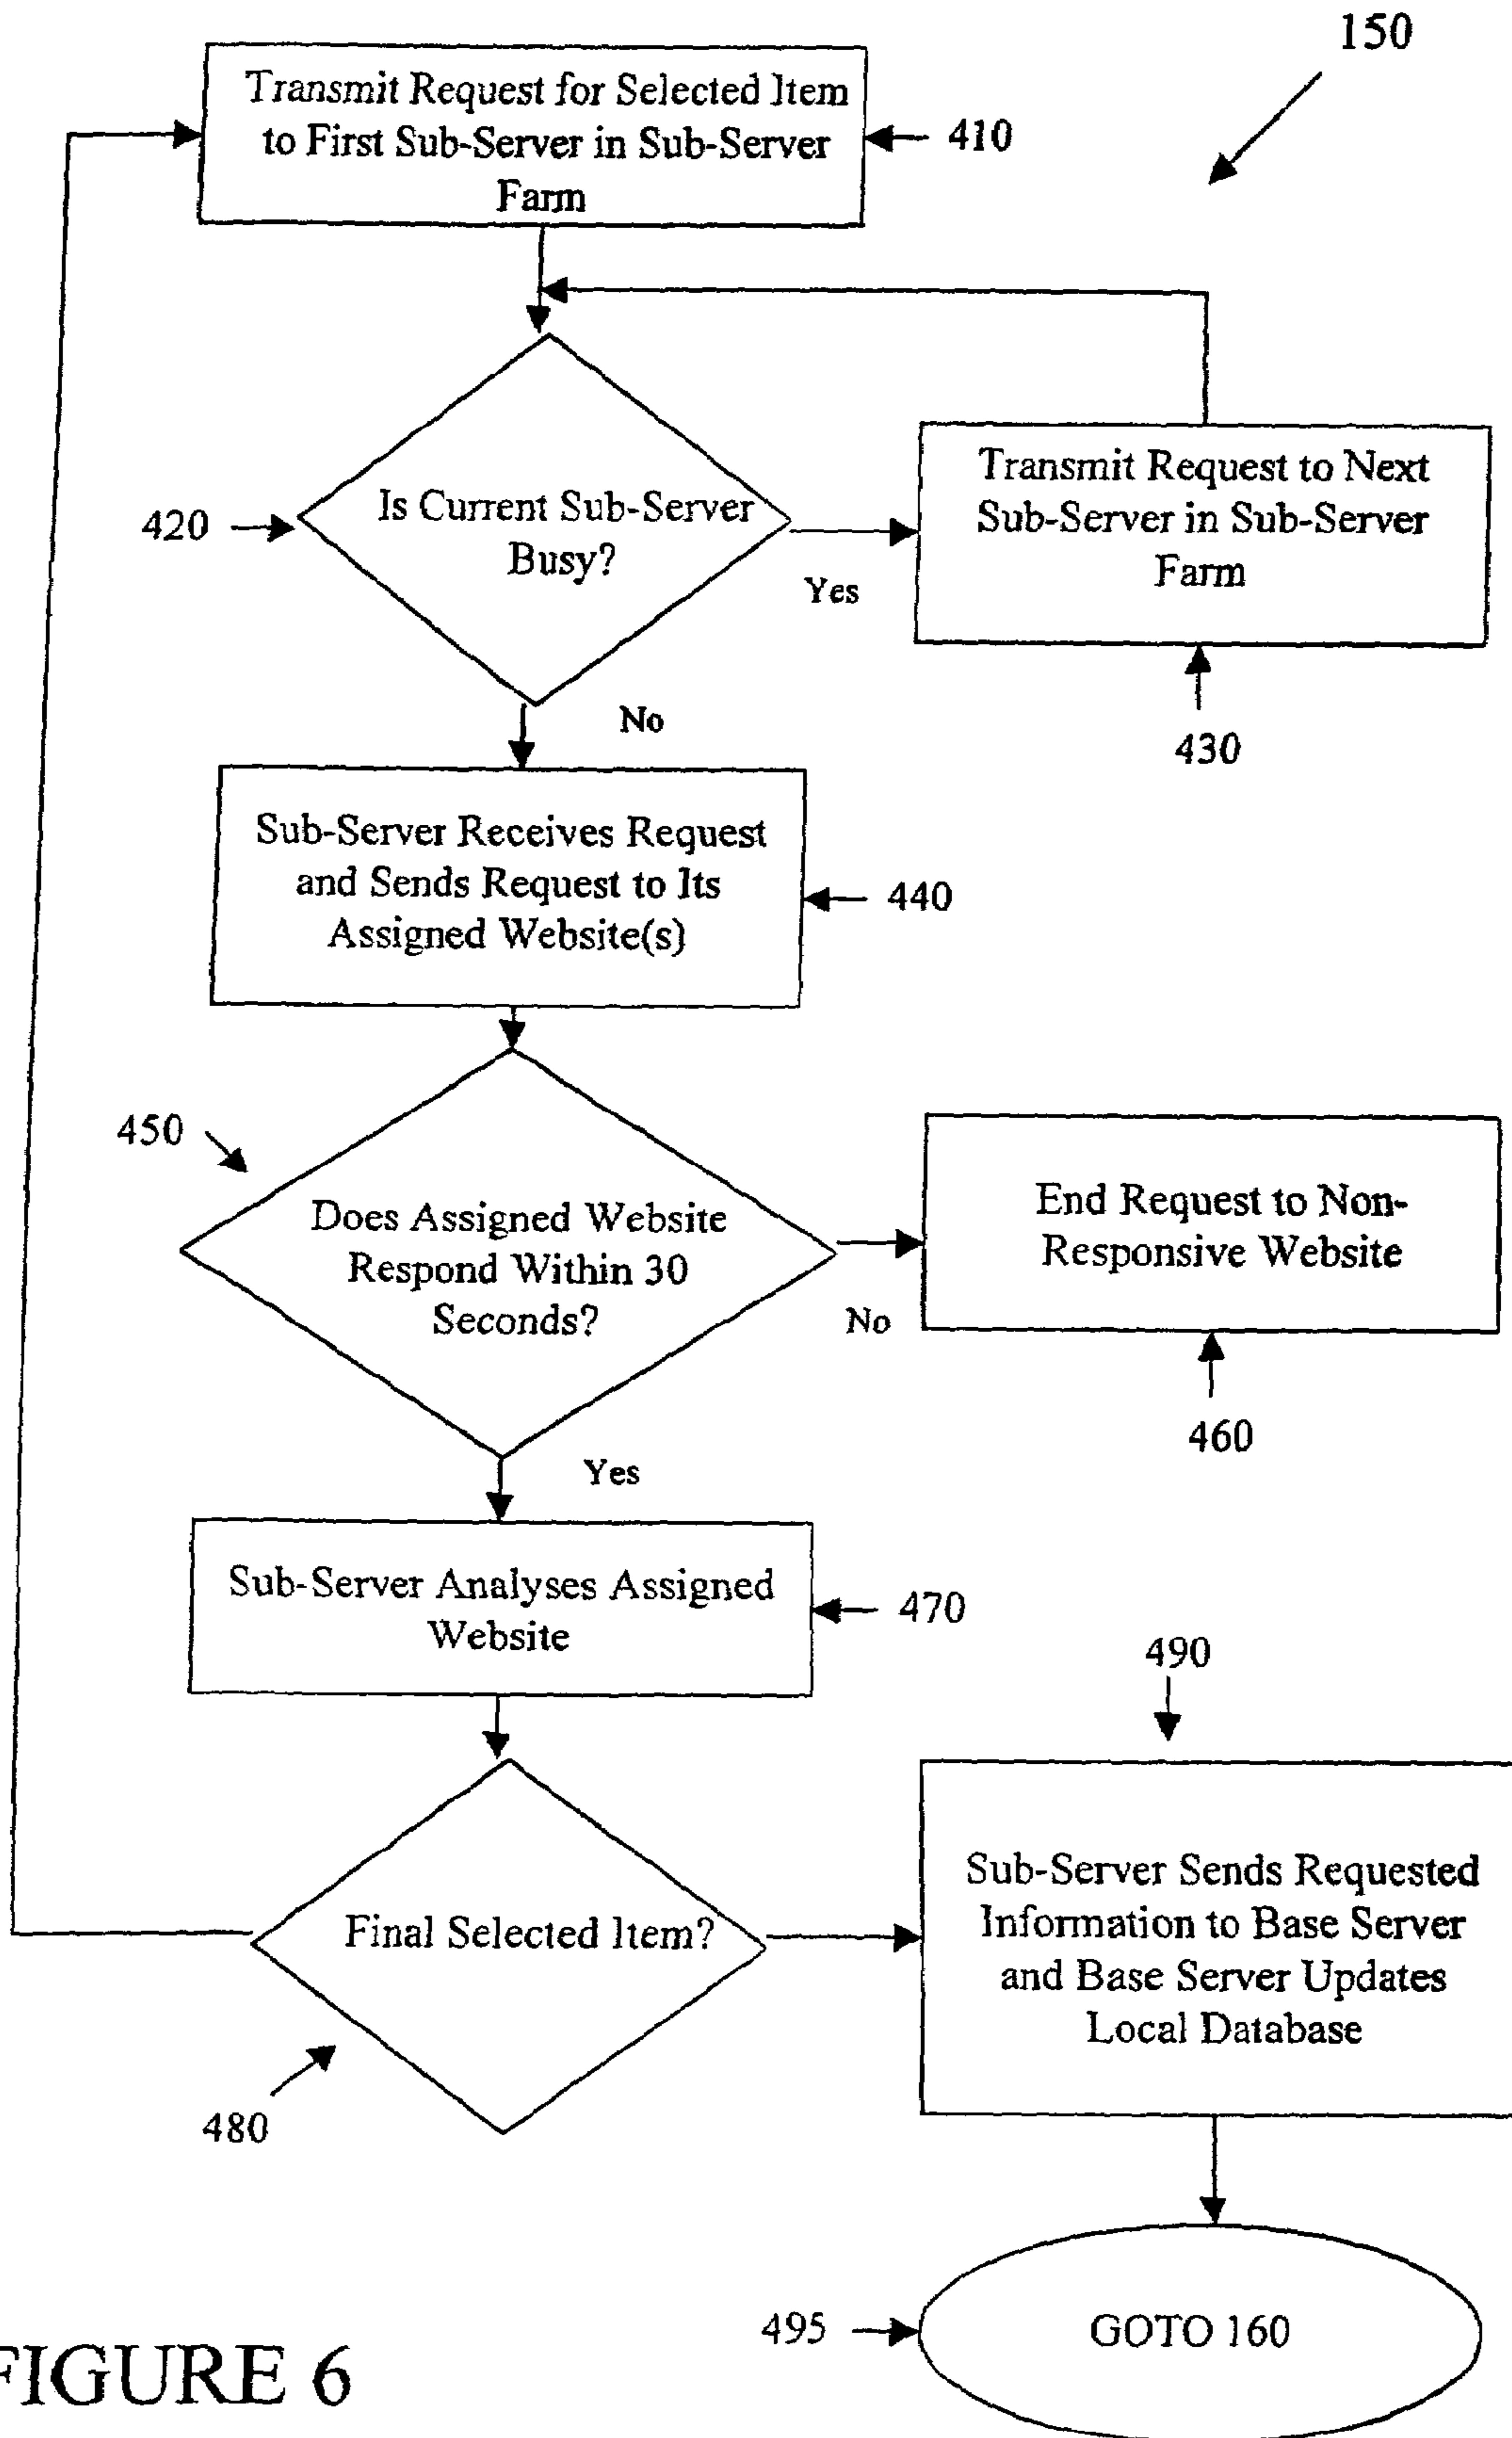 150
Transmit Request for Selected Item
to First Sub-Server in Sub-Server
Farm
410
Is Current Sub-Server
Busy?
420
Yes
Transmit Request to Next
Sub-Server in Sub-Server
Farm
430
No
Sub-Server Receives Request
and Sends Request to Its
Assigned Website(s)
440
450
Does Assigned Website
Respond Within 30
Seconds?
No
End Request to Non-
Responsive Website
460
Yes
Sub-Server Analyses Assigned
Website
470
490
Final Selected Item?
480
Sub-Server Sends Requested
Information to Base Server
and Base Server Updates
Local Database
495
GOTO 160
FIGURE 6